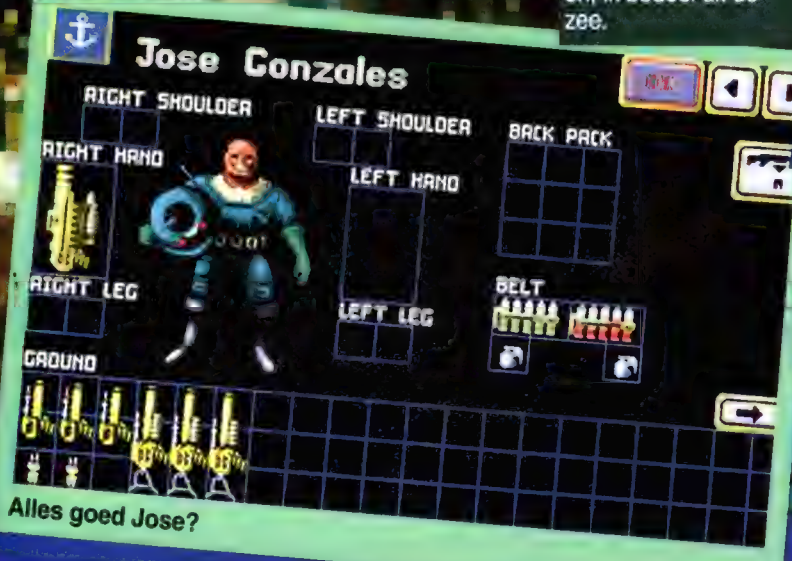 zee.
Jose Gonzales
OK
RIGHT SHOULDER
LEFT SHOULDER
BACK PACK
RIGHT HAND
LEFT HAND
RIGHT LEG
LEFT LEG
BELT
GROUND
Alles goed Jose?